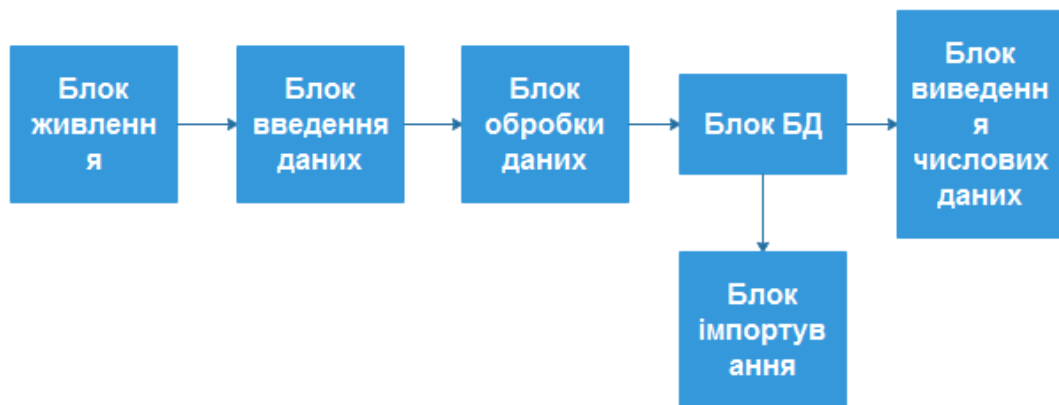 Блок
живленн
я
Блок
введення
даних
Блок
обробки
даних
Блок БД
Блок
виведенн
я
числових
даних
Блок
імпортув
ання